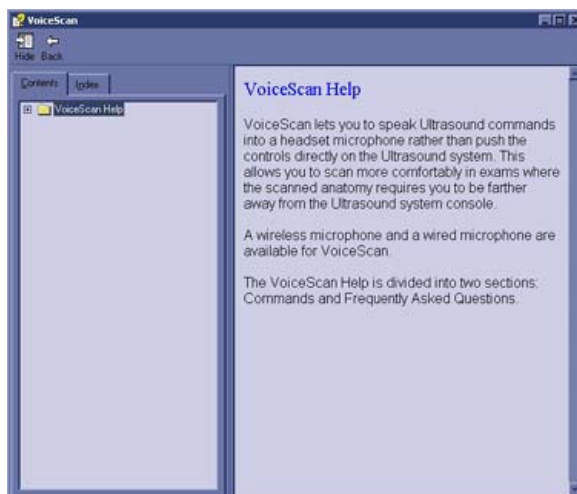 VoiceScan
Hide Back
Contents Index
VoiceScan Help
VoiceScan Help
VoiceScan lets you to speak Ultrasound commands
into a headset microphone rather than push the
controls directly on the Ultrasound system. This
allows you to scan more comfortably in exams where
the scanned anatomy requires you to be farther
away from the Ultrasound system console.
A wireless microphone and a wired microphone are
available for VoiceScan.
The VoiceScan Help is divided into two sections:
Commands and Frequently Asked Questions.